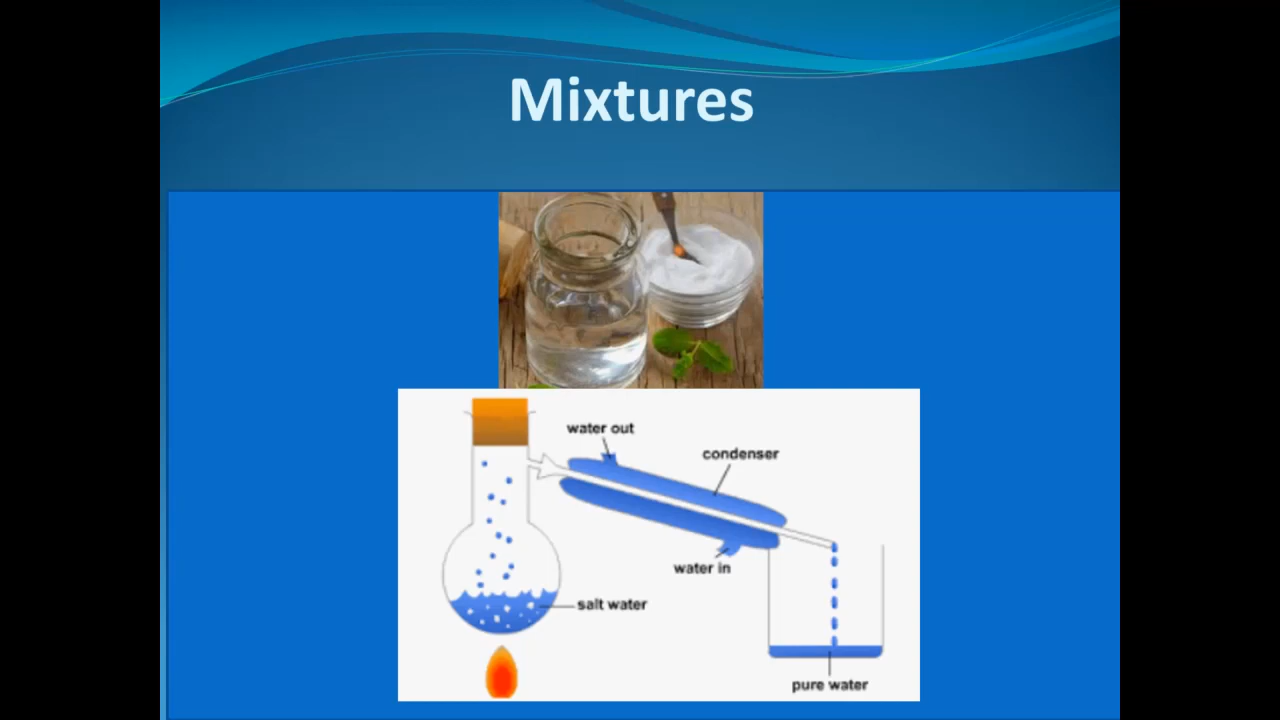 Mixtures
water out
condenser
water in
salt water
pure water